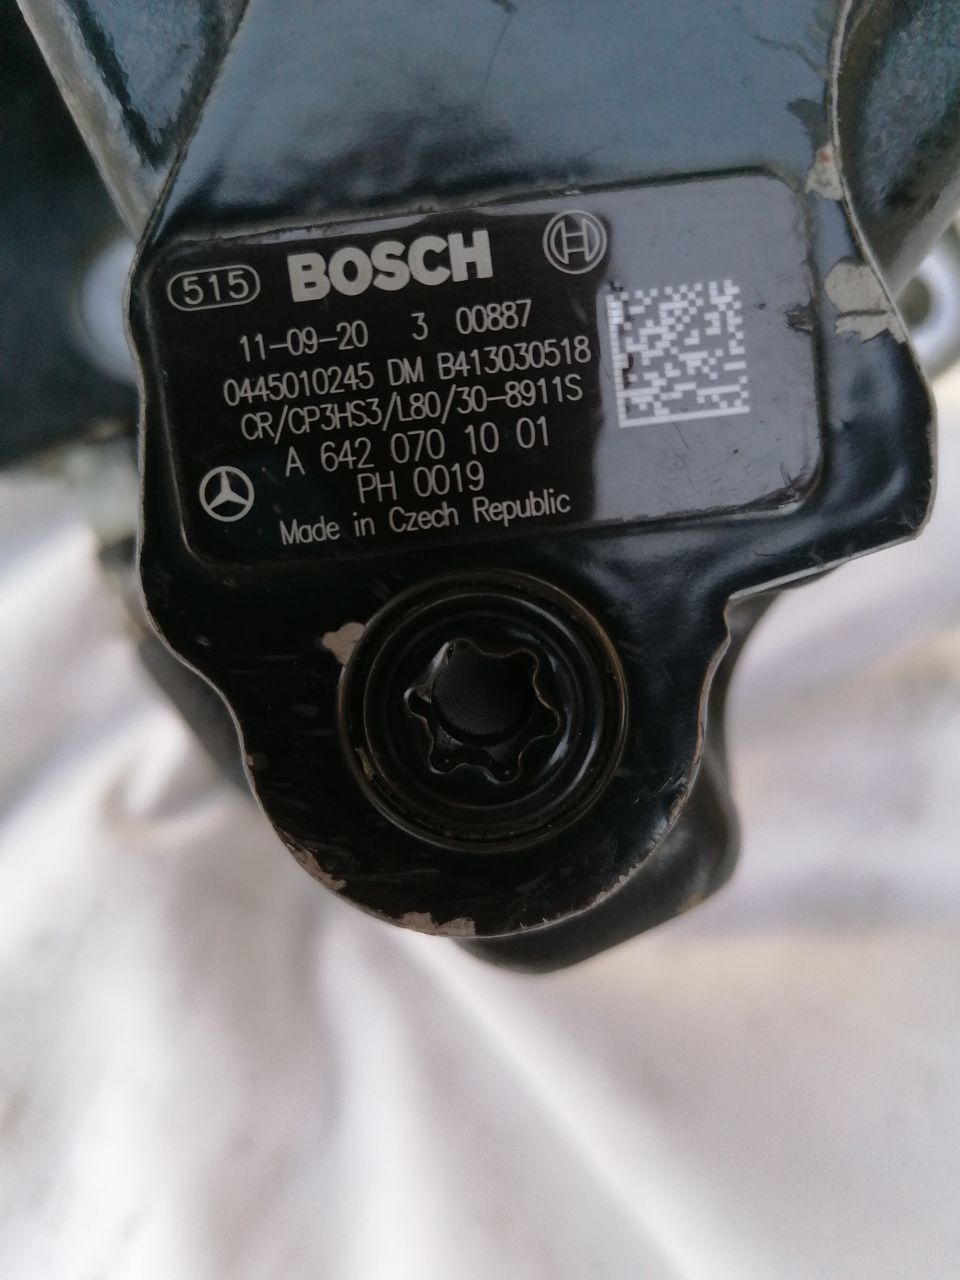 515 BOSCH
11-09-20 3 00887
0445010245 DM B413030518
CR/CP3HS3/L80/30-8911S
A 642 070 10 01
PH 0019
Made in Czech Republic